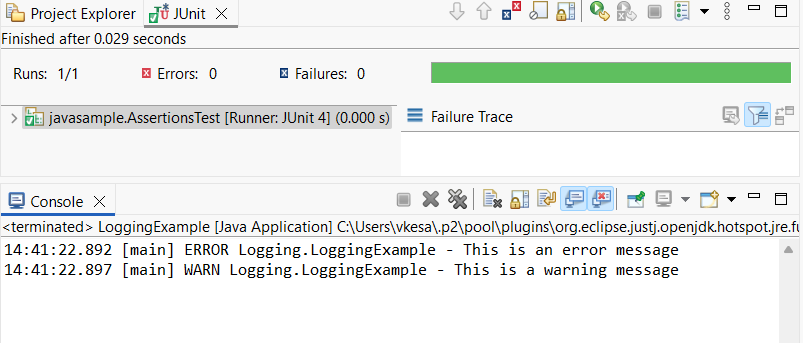 Project Explorer JUnit
Finished after 0.029 seconds
Runs: 1/1 Errors: 0 Failures: 0
javasample.AssertionsTest [Runner: JUnit 4] (0.000 s)
Failure Trace
Console
<terminated> LoggingExample [Java Application] C:\Users\vkesa\.p2\pool\plugins\org.eclipse.justj.openjdk.hotspot.jre.fu
14:41:22.892 [main] ERROR Logging.LoggingExample - This is an error message
14:41:22.897 [main] WARN Logging.LoggingExample - This is a warning message